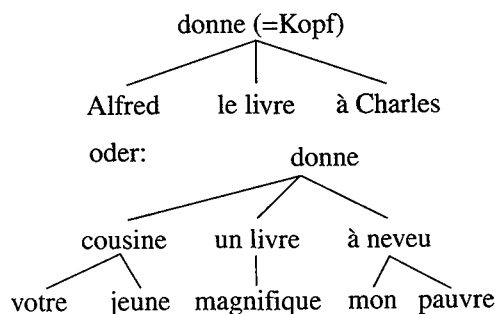 donne (=Kopf)
Alfred le livre à Charles
oder: donne
cousine un livre à neveu
votre jeune magnifique mon pauvre